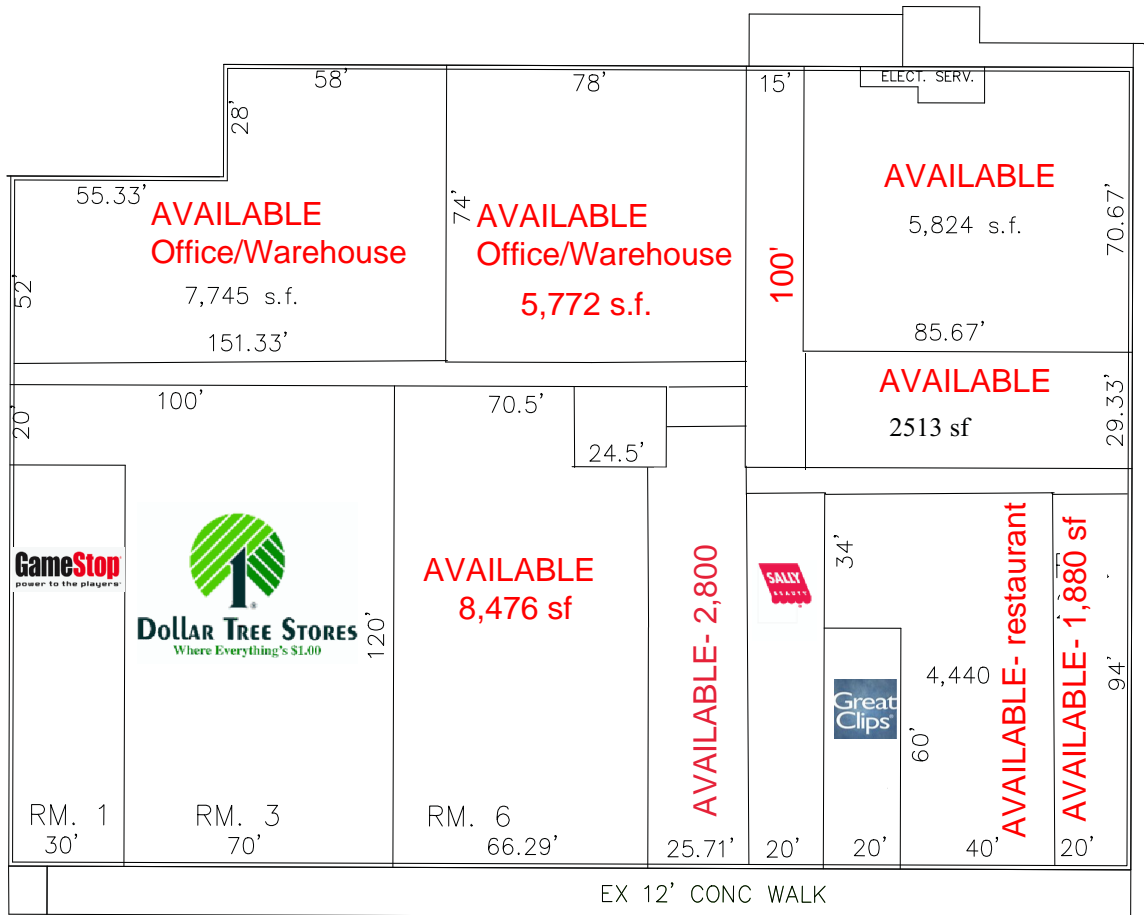 58'
78'
15'
ELECT. SERV.
28'
55.33'
AVAILABLE
Office/Warehouse
7,745 s.f.
151.33'
52'
74'
AVAILABLE
Office/Warehouse
5,772 s.f.
100'
AVAILABLE
5,824 s.f.
70.67'
85.67'
AVAILABLE
2513 sf
29.33'
20'
100'
70.5'
24.5'
GameStop
power to the players
1
DOLLAR TREE STORES
Where Everything's $1.00
120'
AVAILABLE
8,476 sf
AVAILABLE- 2,800
SALLY
BEAUTY
34'
Great
Clips
60'
4,440
AVAILABLE- restaurant
AVAILABLE- 1,880 sf
94'
RM. 1
30'
RM. 3
70'
RM. 6
66.29'
25.71'
20'
20'
40'
20'
EX 12' CONC WALK